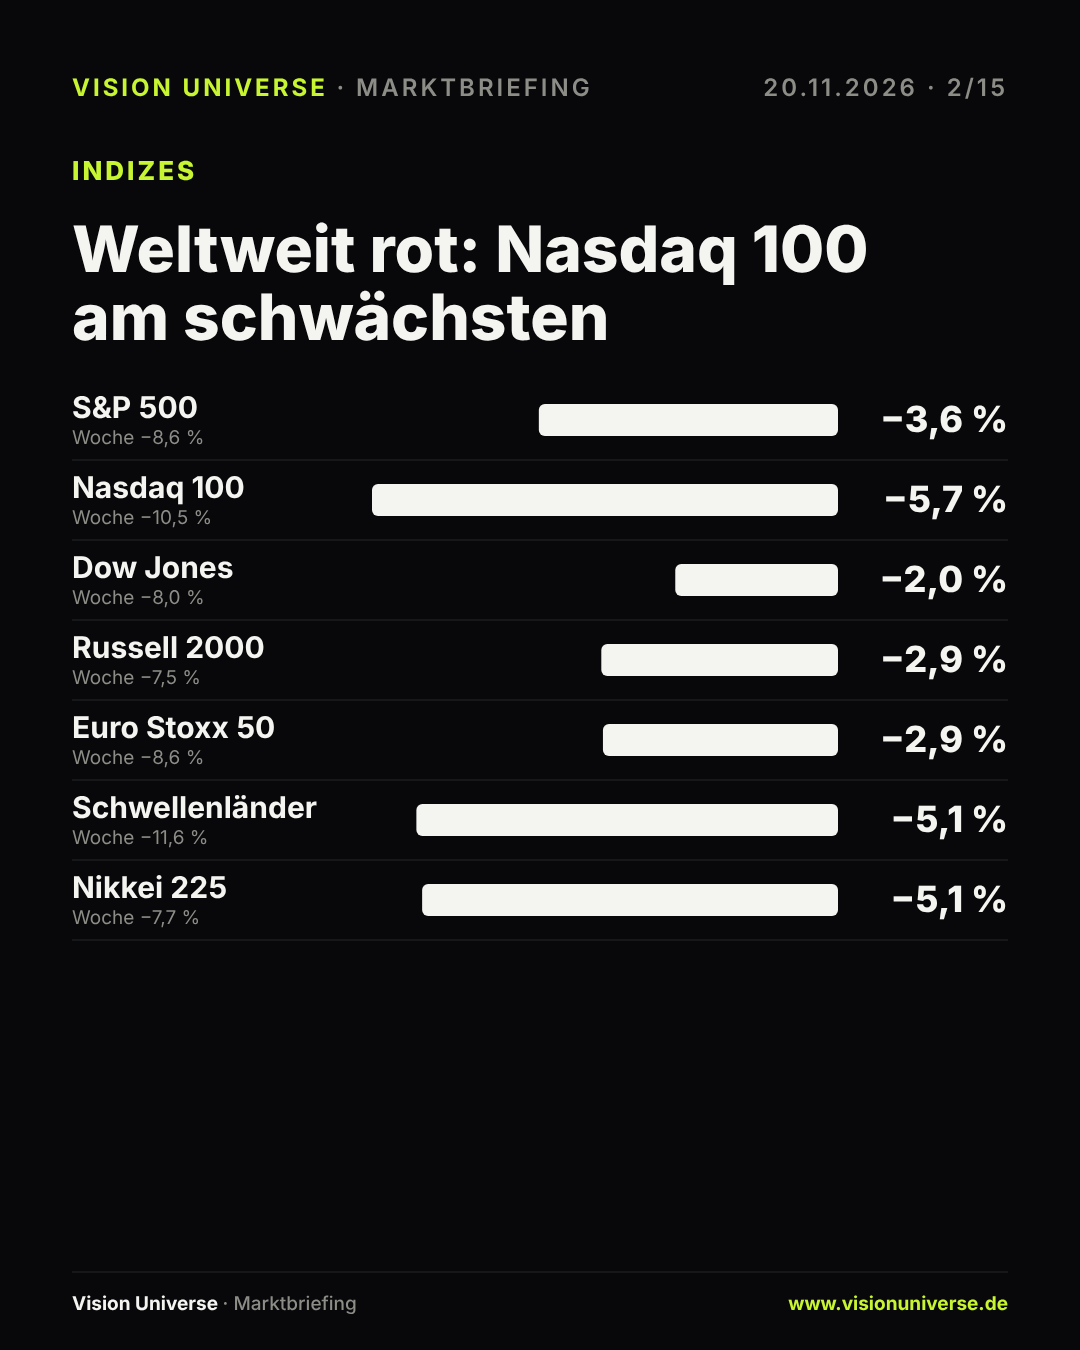 VISION UNIVERSE · MARKTBRIEFING 20.11.2026 · 2/15
INDIZES
Weltweit rot: Nasdaq 100
am schwächsten
S&P 500
Woche −8,6 %
−3,6 %
Nasdaq 100
Woche −10,5 %
−5,7 %
Dow Jones
Woche −8,0 %
−2,0 %
Russell 2000
Woche −7,5 %
−2,9 %
Euro Stoxx 50
Woche −8,6 %
−2,9 %
Schwellenländer
Woche −11,6 %
−5,1 %
Nikkei 225
Woche −7,7 %
−5,1 %
Vision Universe · Marktbriefing www.visionuniverse.de